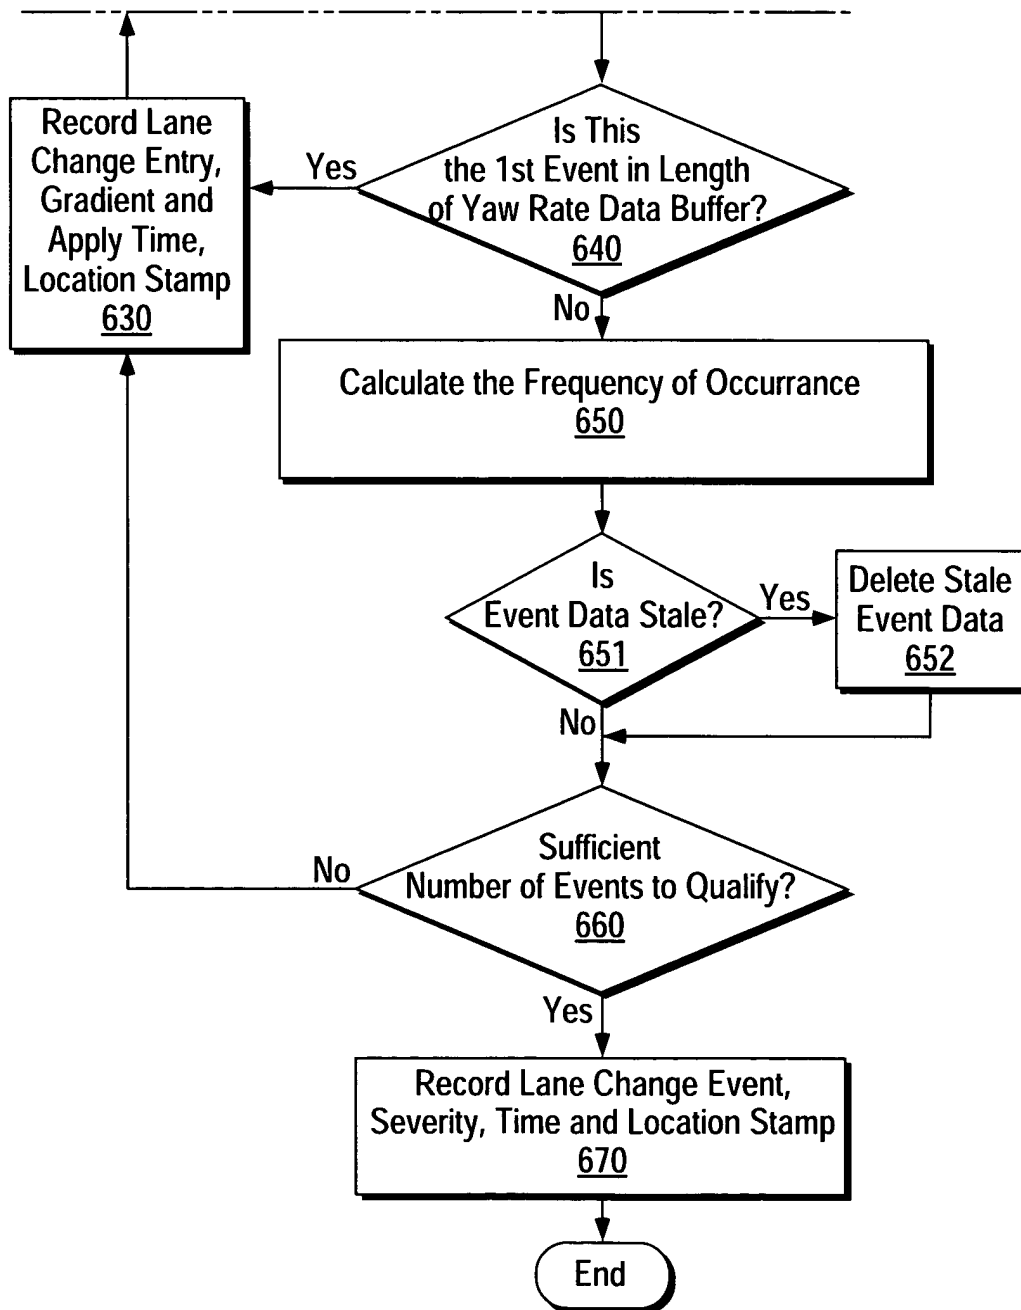 Record Lane
Change Entry,
Gradient and
Apply Time,
Location Stamp
630
Yes
Is This
the 1st Event in Length
of Yaw Rate Data Buffer?
640
No
Calculate the Frequency of Occurrance
650
Is
Event Data Stale?
651
Yes
Delete Stale
Event Data
652
No
Sufficient
Number of Events to Qualify?
660
No
Yes
Record Lane Change Event,
Severity, Time and Location Stamp
670
End